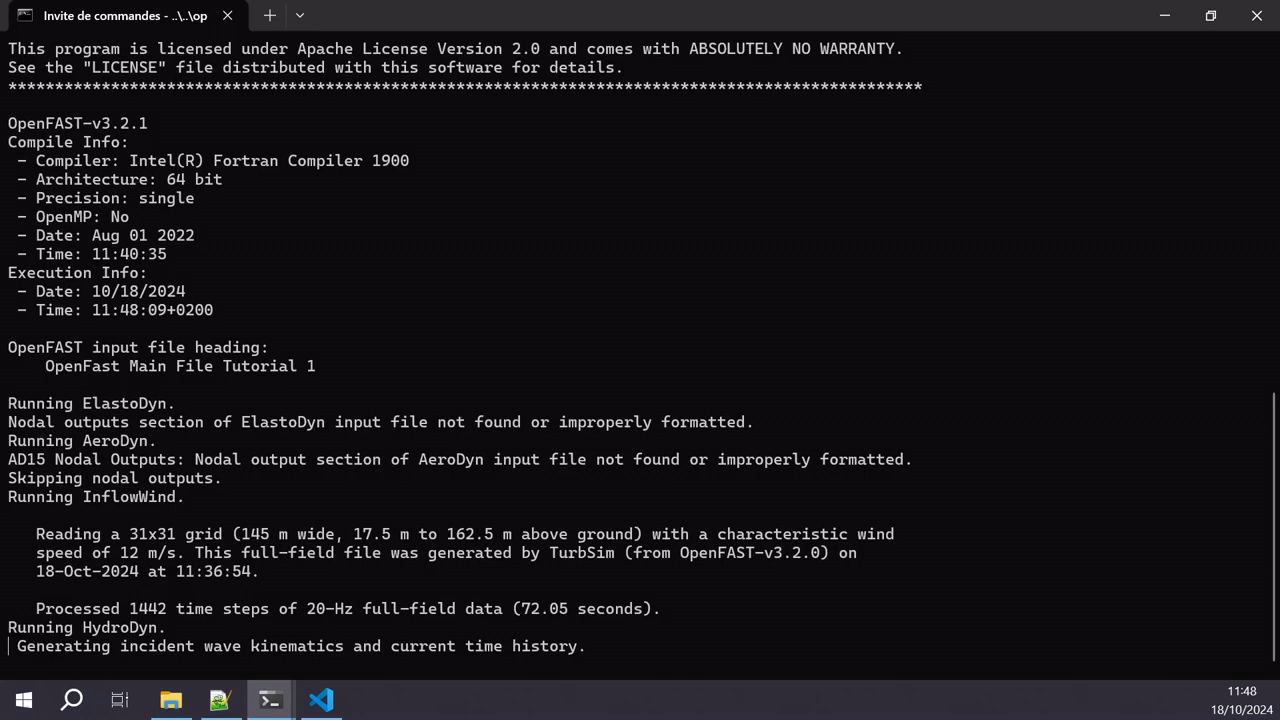 Invite de commandes - ..\..\op
This program is licensed under Apache License Version 2.0 and comes with ABSOLUTELY NO WARRANTY.
See the "LICENSE" file distributed with this software for details.
**************************************************************************************************
OpenFAST-v3.2.1
Compile Info:
- Compiler: Intel(R) Fortran Compiler 1900
- Architecture: 64 bit
- Precision: single
- OpenMP: No
- Date: Aug 01 2022
- Time: 11:40:35
Execution Info:
- Date: 10/18/2024
- Time: 11:48:09+0200
OpenFAST input file heading:
OpenFast Main File Tutorial 1
Running ElastoDyn.
Nodal outputs section of ElastoDyn input file not found or improperly formatted.
Running AeroDyn.
AD15 Nodal Outputs: Nodal output section of AeroDyn input file not found or improperly formatted.
Skipping nodal outputs.
Running InflowWind.
Reading a 31x31 grid (145 m wide, 17.5 m to 162.5 m above ground) with a characteristic wind
speed of 12 m/s. This full-field file was generated by TurbSim (from OpenFAST-v3.2.0) on
18-Oct-2024 at 11:36:54.
Processed 1442 time steps of 20-Hz full-field data (72.05 seconds).
Running HydroDyn.
Generating incident wave kinematics and current time history.
11:48
18/10/2024